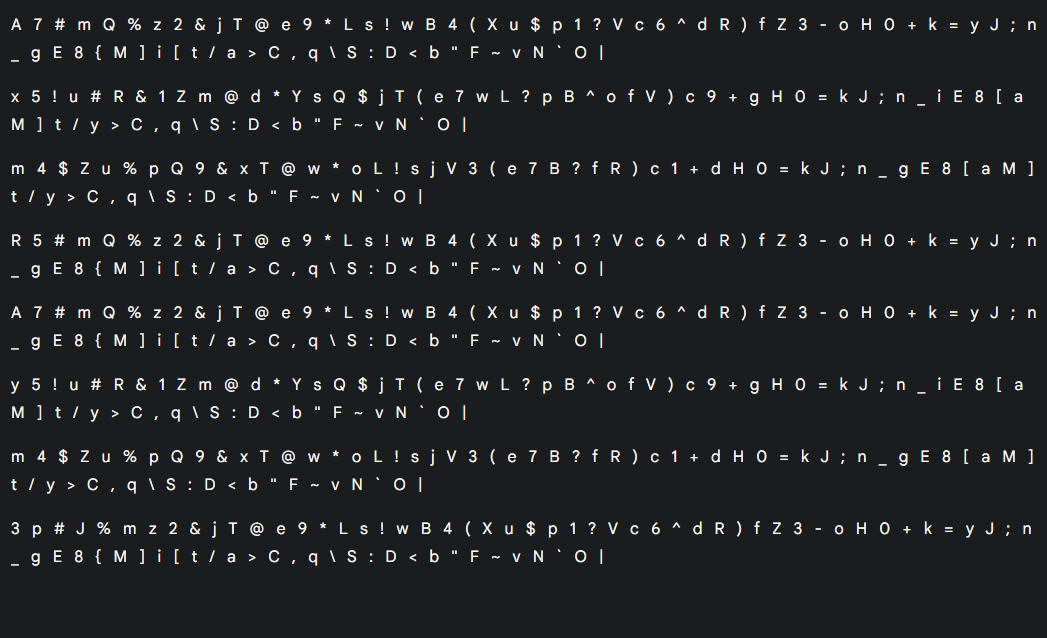 A 7 # m Q % z 2 & j T @ e 9 * L s ! w B 4 ( X u $ p 1 ? V c 6 ^ d R ) f Z 3 - o H 0 + k = y J ; n
_ g E 8 { M ] i [ t / a > C , q \ S : D < b " F ~ v N ` O |
x 5 ! u # R & 1 Z m @ d * Y s Q $ j T ( e 7 w L ? p B ^ o f V ) c 9 + g H 0 = k J ; n _ i E 8 [ a
M ] t / y > C , q \ S : D < b " F ~ v N ` O |
m 4 $ Z u % p Q 9 & x T @ w * o L ! s j V 3 ( e 7 B ? f R ) c 1 + d H 0 = k J ; n _ g E 8 [ a M ]
t / y > C , q \ S : D < b " F ~ v N ` O |
R 5 # m Q % z 2 & j T @ e 9 * L s ! w B 4 ( X u $ p 1 ? V c 6 ^ d R ) f Z 3 - o H 0 + k = y J ; n
_ g E 8 { M ] i [ t / a > C , q \ S : D < b " F ~ v N ` O |
A 7 # m Q % z 2 & j T @ e 9 * L s ! w B 4 ( X u $ p 1 ? V c 6 ^ d R ) f Z 3 - o H 0 + k = y J ; n
_ g E 8 { M ] i [ t / a > C , q \ S : D < b " F ~ v N ` O |
y 5 ! u # R & 1 Z m @ d * Y s Q $ j T ( e 7 w L ? p B ^ o f V ) c 9 + g H 0 = k J ; n _ i E 8 [ a
M ] t / y > C , q \ S : D < b " F ~ v N ` O |
m 4 $ Z u % p Q 9 & x T @ w * o L ! s j V 3 ( e 7 B ? f R ) c 1 + d H 0 = k J ; n _ g E 8 [ a M ]
t / y > C , q \ S : D < b " F ~ v N ` O |
3 p # J % m z 2 & j T @ e 9 * L s ! w B 4 ( X u $ p 1 ? V c 6 ^ d R ) f Z 3 - o H 0 + k = y J ; n
_ g E 8 { M ] i [ t / a > C , q \ S : D < b " F ~ v N ` O |